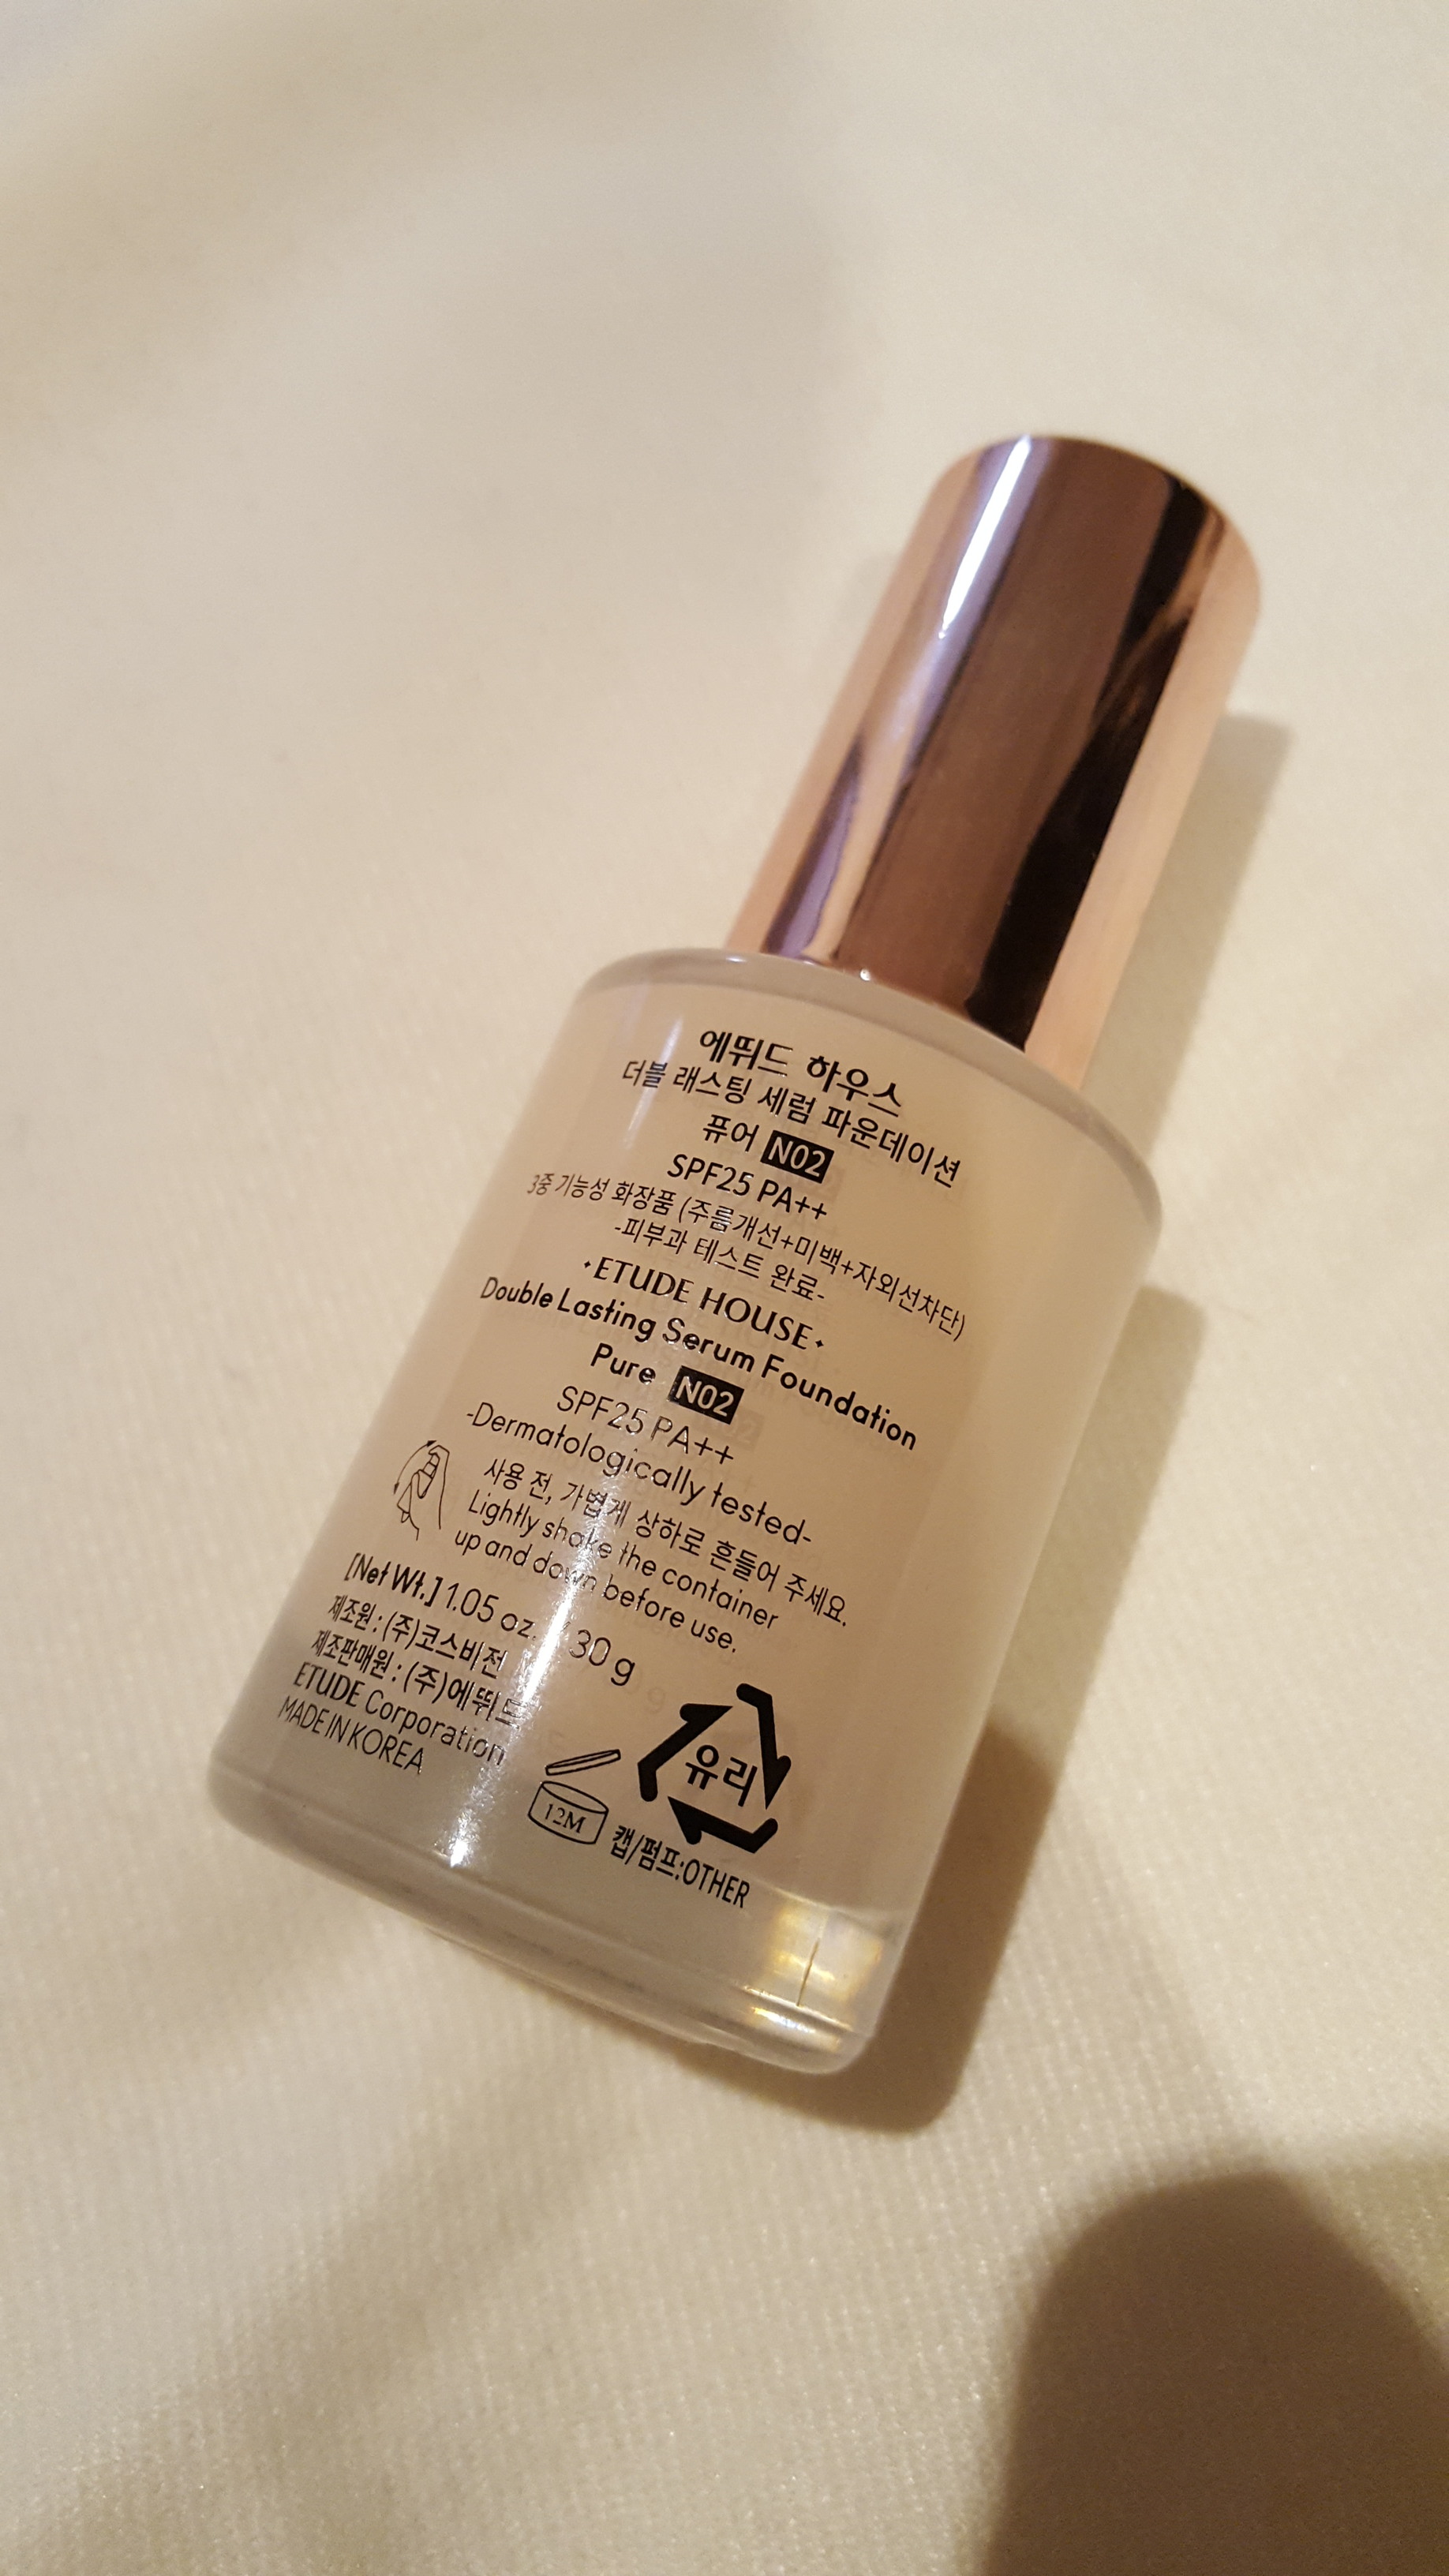 에뛰드 하우스
더블 래스팅 세럼 파운데이션
퓨어 N02
SPF25 PA++
3중 기능성 화장품 (주름개선+미백+자외선차단)
-피부과 테스트 완료-
ETUDE HOUSE
Double Lasting Serum Foundation
Pure N02
SPF25 PA++
-Dermatologically tested-
사용 전, 가볍게 상하로 흔들어 주세요.
Lightly shake the container
up and down before use.
[Net Wt.] 1.05 oz. / 30 g
제조원 : (주)코스비전
제조판매원 : (주)에뛰드
ETUDE Corporation
MADE IN KOREA
유리
12M
캡/펌프:OTHER